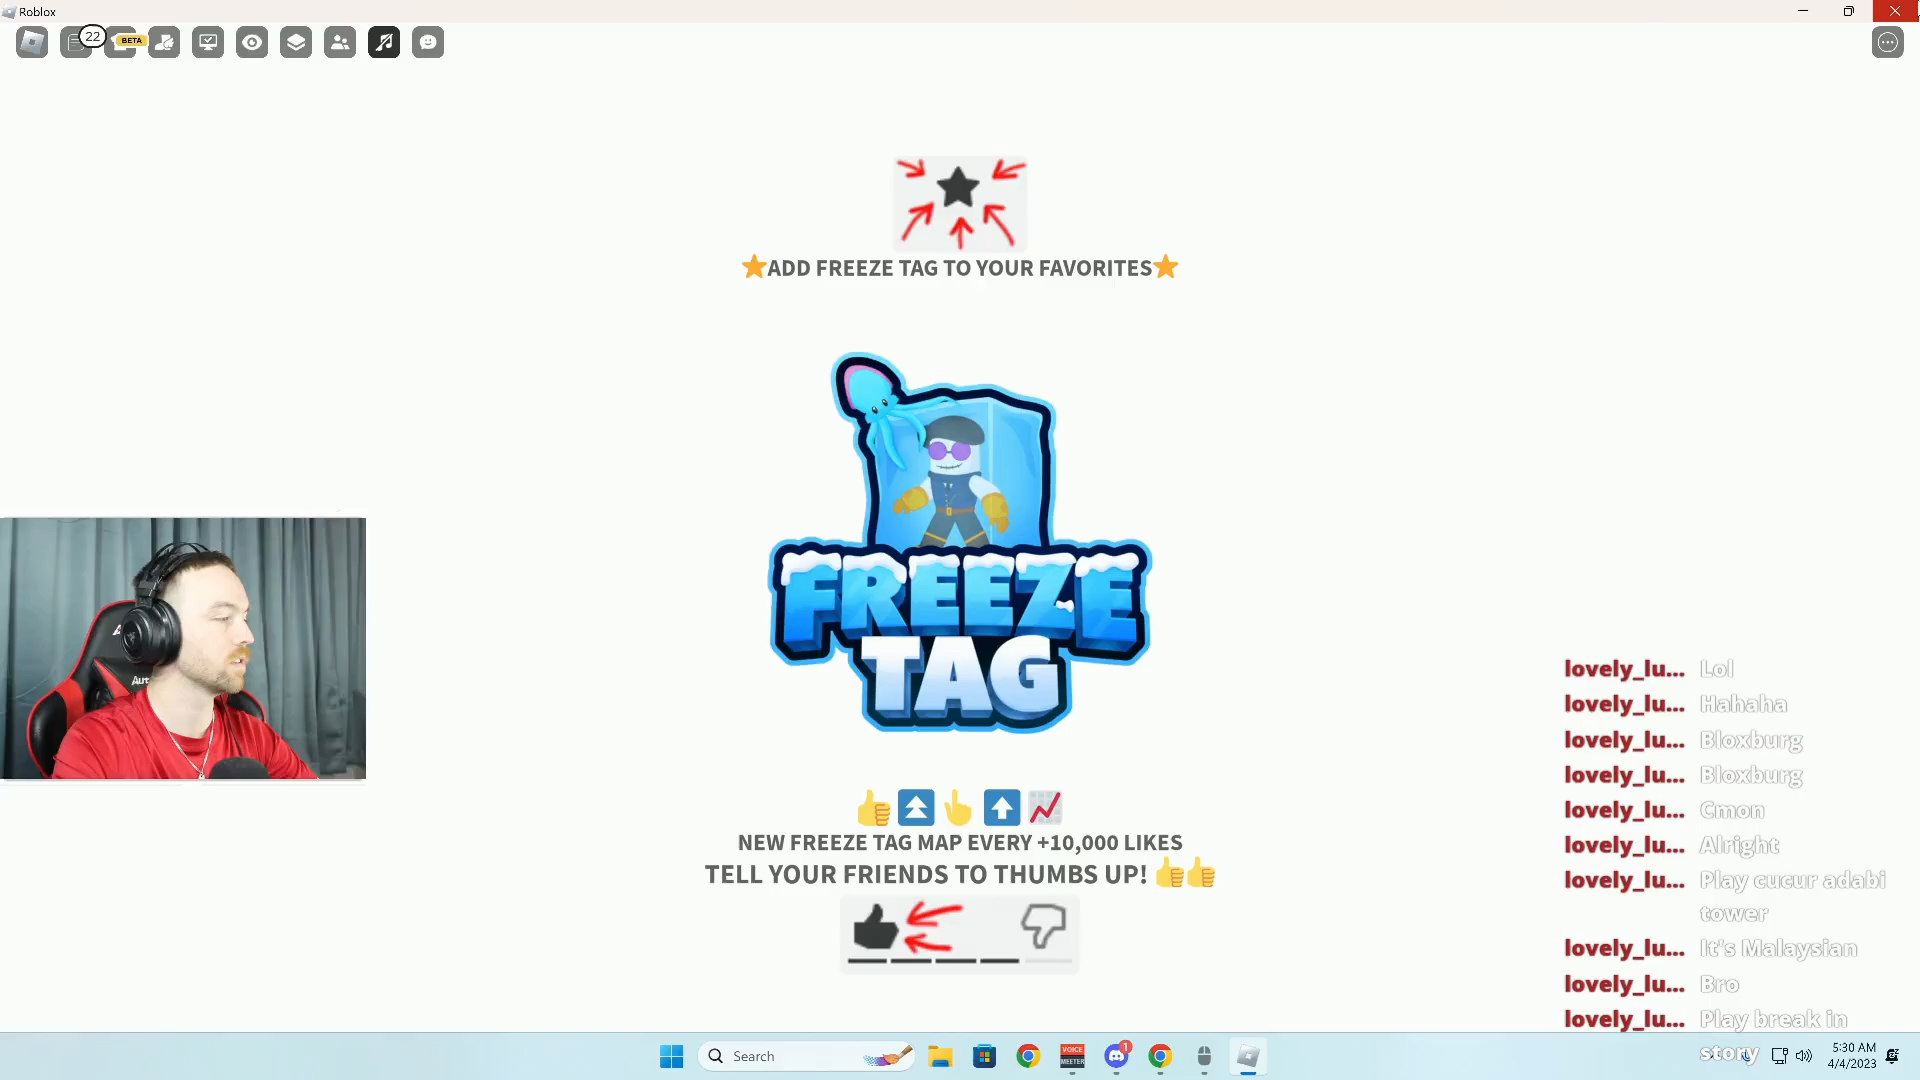 Roblox
22
BETA
⭐ADD FREEZE TAG TO YOUR FAVORITES⭐
FREEZE
TAG
NEW FREEZE TAG MAP EVERY +10,000 LIKES
TELL YOUR FRIENDS TO THUMBS UP! 👍👍
lovely_lu... Lol
lovely_lu... Hahaha
lovely_lu... Bloxburg
lovely_lu... Bloxburg
lovely_lu... Cmon
lovely_lu... Alright
lovely_lu... Play cucur adabi
tower
lovely_lu... It's Malaysian
lovely_lu... Bro
lovely_lu... Play break in
story
Search
VOICE
MEETER
1
5:30 AM
4/4/2023